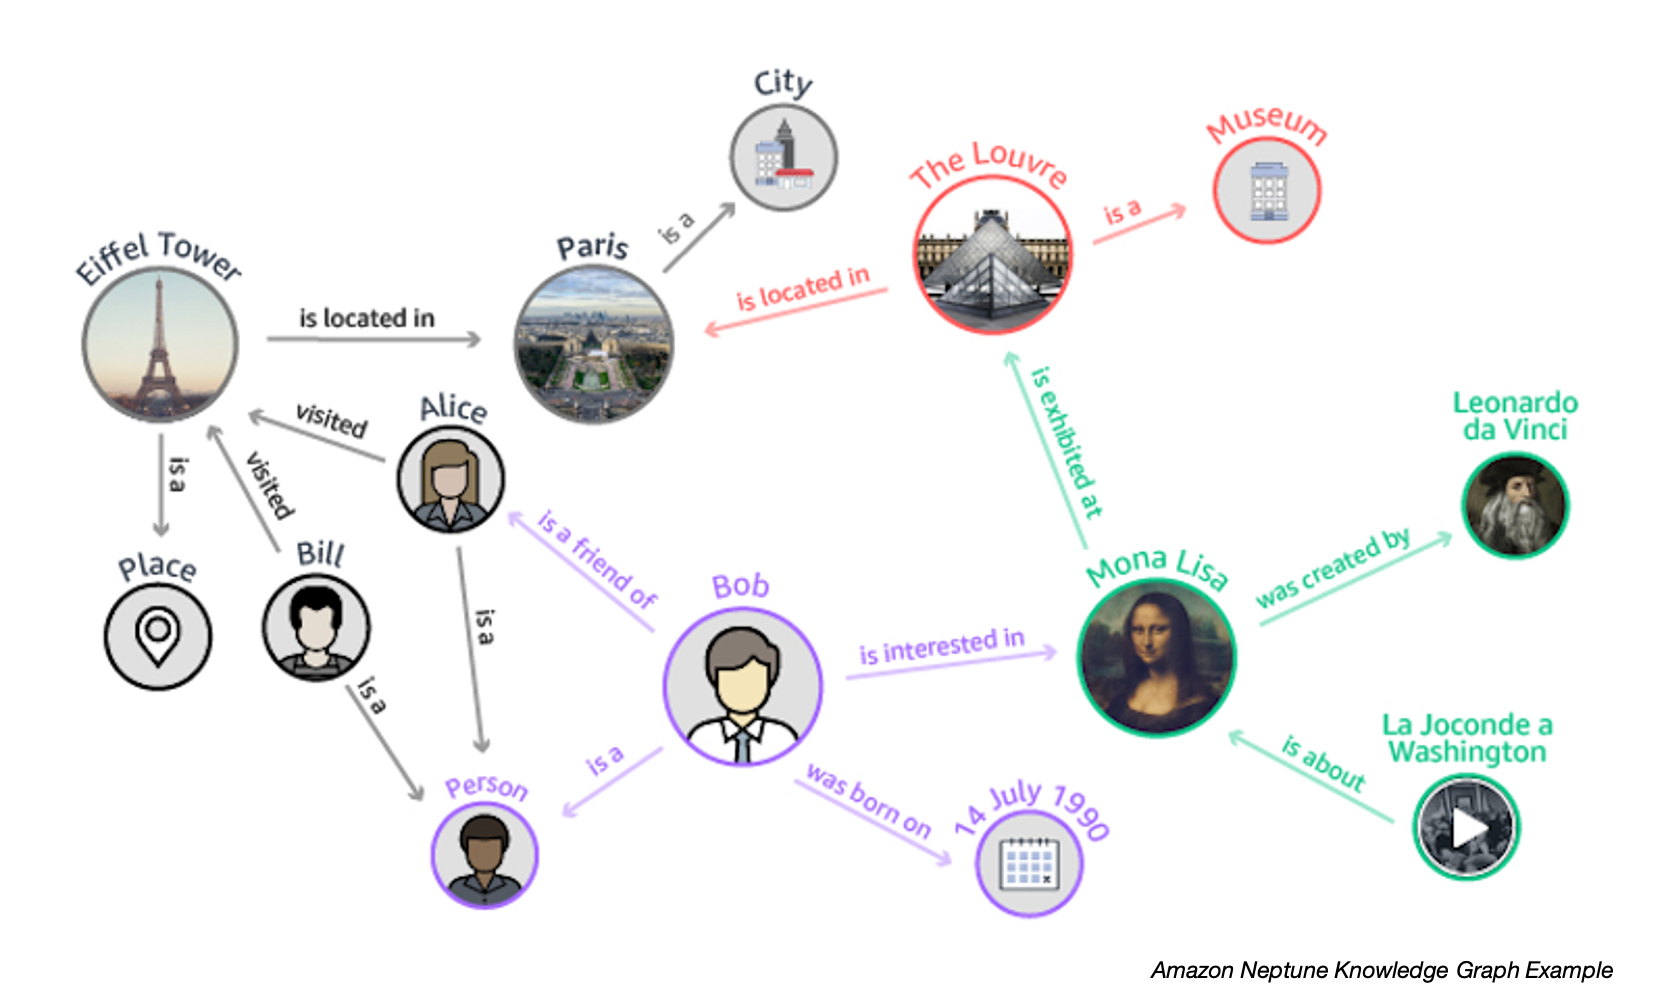 City
Museum
The Louvre
is a
is a
Eiffel Tower
Paris
is located in
is located in
Alice
visited
is exhibited at
Leonardo
da Vinci
is a
visited
Place
Bill
is a friend of
Bob
Mona Lisa
was created by
is a
is interested in
is a
La Joconde a
Washington
is about
is a
Person
was born on
14 July 1990
Amazon Neptune Knowledge Graph Example